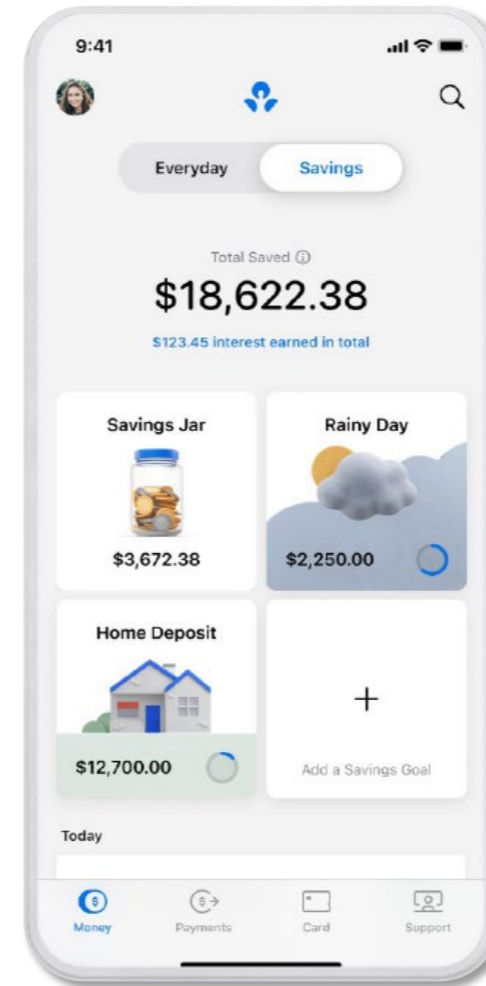 9:41
Everyday Savings
Total Saved
$18,622.38
$123.45 interest earned in total
Savings Jar
$3,672.38
Rainy Day
$2,250.00
Home Deposit
$12,700.00
+
Add a Savings Goal
Today
Money Payments Card Support